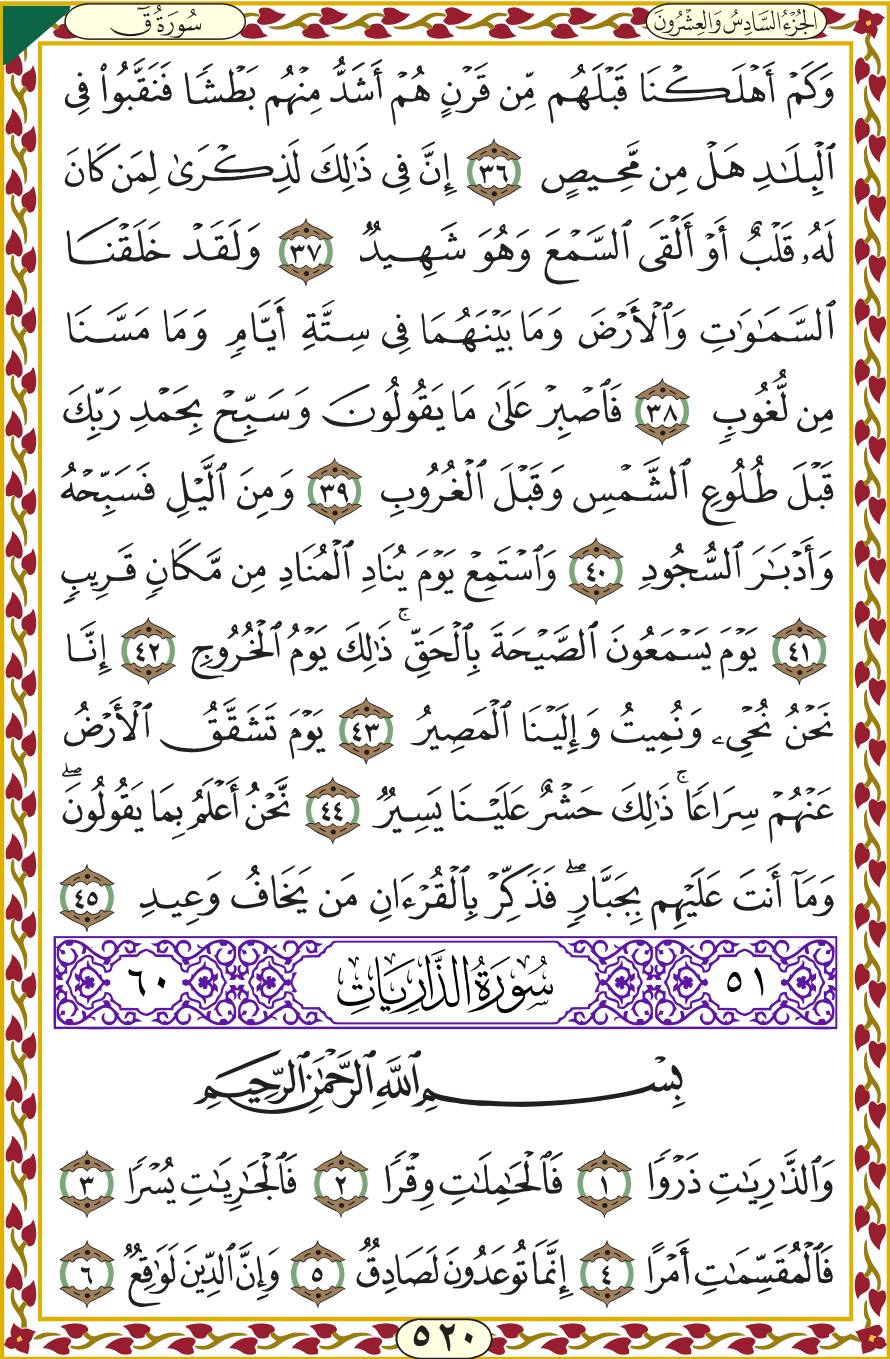 الجُزْءُ السَّادِسُ وَالعِشْرُونَ
سُورَةُ قٓ
وَكَمْ أَهْلَكْنَا قَبْلَهُم مِّن قَرْنٍ هُمْ أَشَدُّ مِنْهُم بَطْشًا فَنَقَّبُوا۟ فِى
ٱلْبِلَـٰدِ هَلْ مِن مَّحِيصٍ ٣٦ إِنَّ فِى ذَٰلِكَ لَذِكْرَىٰ لِمَن كَانَ
لَهُۥ قَلْبٌ أَوْ أَلْقَى ٱلسَّمْعَ وَهُوَ شَهِيدٌ ٣٧ وَلَقَدْ خَلَقْنَا
ٱلسَّمَـٰوَٰتِ وَٱلْأَرْضَ وَمَا بَيْنَهُمَا فِى سِتَّةِ أَيَّامٍ وَمَا مَسَّنَا
مِن لُّغُوبٍ ٣٨ فَٱصْبِرْ عَلَىٰ مَا يَقُولُونَ وَسَبِّحْ بِحَمْدِ رَبِّكَ
قَبْلَ طُلُوعِ ٱلشَّمْسِ وَقَبْلَ ٱلْغُرُوبِ ٣٩ وَمِنَ ٱلَّيْلِ فَسَبِّحْهُ
وَأَدْبَـٰرَ ٱلسُّجُودِ ٤٠ وَٱسْتَمِعْ يَوْمَ يُنَادِ ٱلْمُنَادِ مِن مَّكَانٍ قَرِيبٍ
٤١ يَوْمَ يَسْمَعُونَ ٱلصَّيْحَةَ بِٱلْحَقِّ ۚ ذَٰلِكَ يَوْمُ ٱلْخُرُوجِ ٤٢ إِنَّا
نَحْنُ نُحْىِۦ وَنُمِيتُ وَإِلَيْنَا ٱلْمَصِيرُ ٤٣ يَوْمَ تَشَقَّقُ ٱلْأَرْضُ
عَنْهُمْ سِرَاعًا ۚ ذَٰلِكَ حَشْرٌ عَلَيْنَا يَسِيرٌ ٤٤ نَّحْنُ أَعْلَمُ بِمَا يَقُولُونَ ۖ
وَمَآ أَنتَ عَلَيْهِم بِجَبَّارٍ ۖ فَذَكِّرْ بِٱلْقُرْءَانِ مَن يَخَافُ وَعِيدِ ٤٥
٥١ سُورَةُ الذَّارِيَاتِ ٦٠
بِسْمِ ٱللَّهِ ٱلرَّحْمَـٰنِ ٱلرَّحِيمِ
وَٱلذَّٰرِيَـٰتِ ذَرْوًا ١ فَٱلْحَـٰمِلَـٰتِ وِقْرًا ٢ فَٱلْجَـٰرِيَـٰتِ يُسْرًا ٣
فَٱلْمُقَسِّمَـٰتِ أَمْرًا ٤ إِنَّمَا تُوعَدُونَ لَصَادِقٌ ٥ وَإِنَّ ٱلدِّينَ لَوَٰقِعٌ ٦
٥٢٠